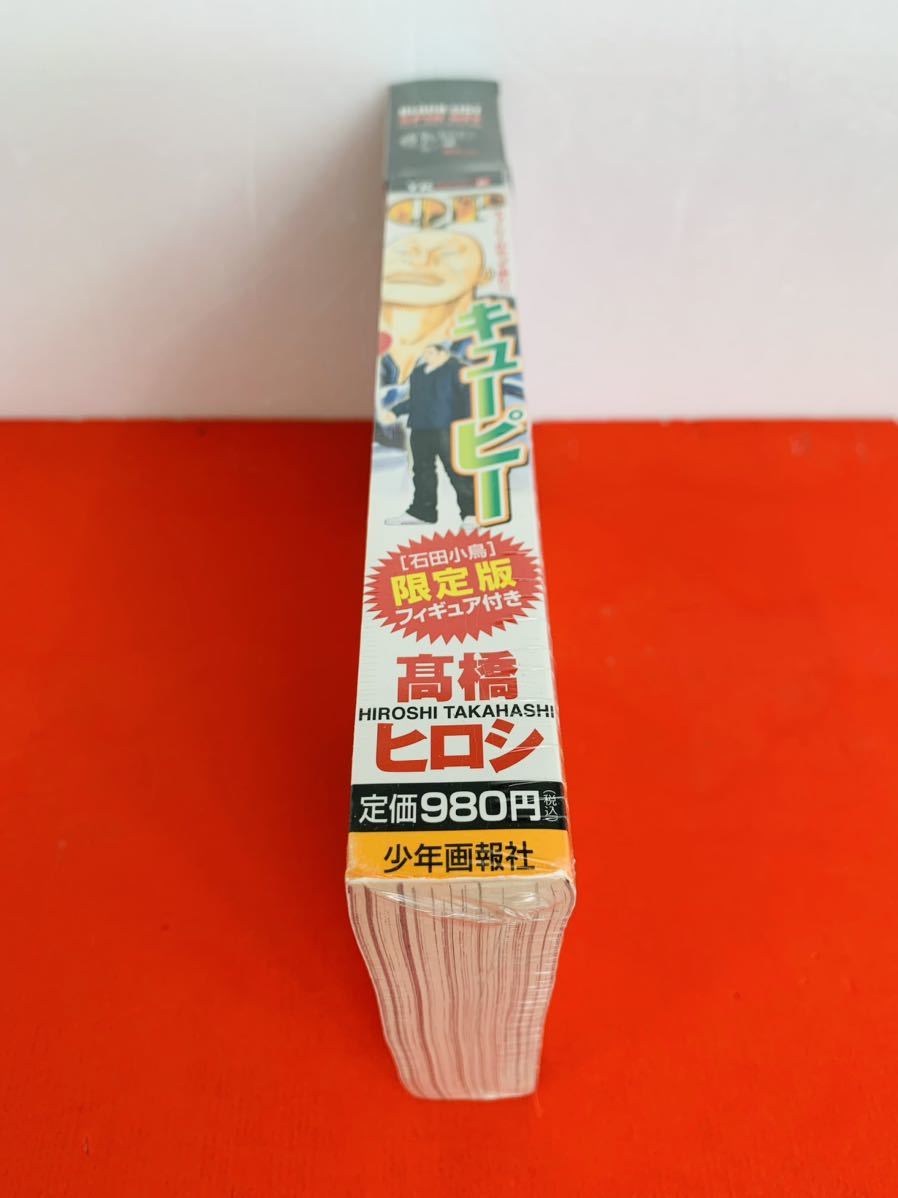 QP
キューピー
[石田小鳥]
限定版
フィギュア付き
髙橋
HIROSHI TAKAHASHI
ヒロシ
定価980円(税込)
少年画報社